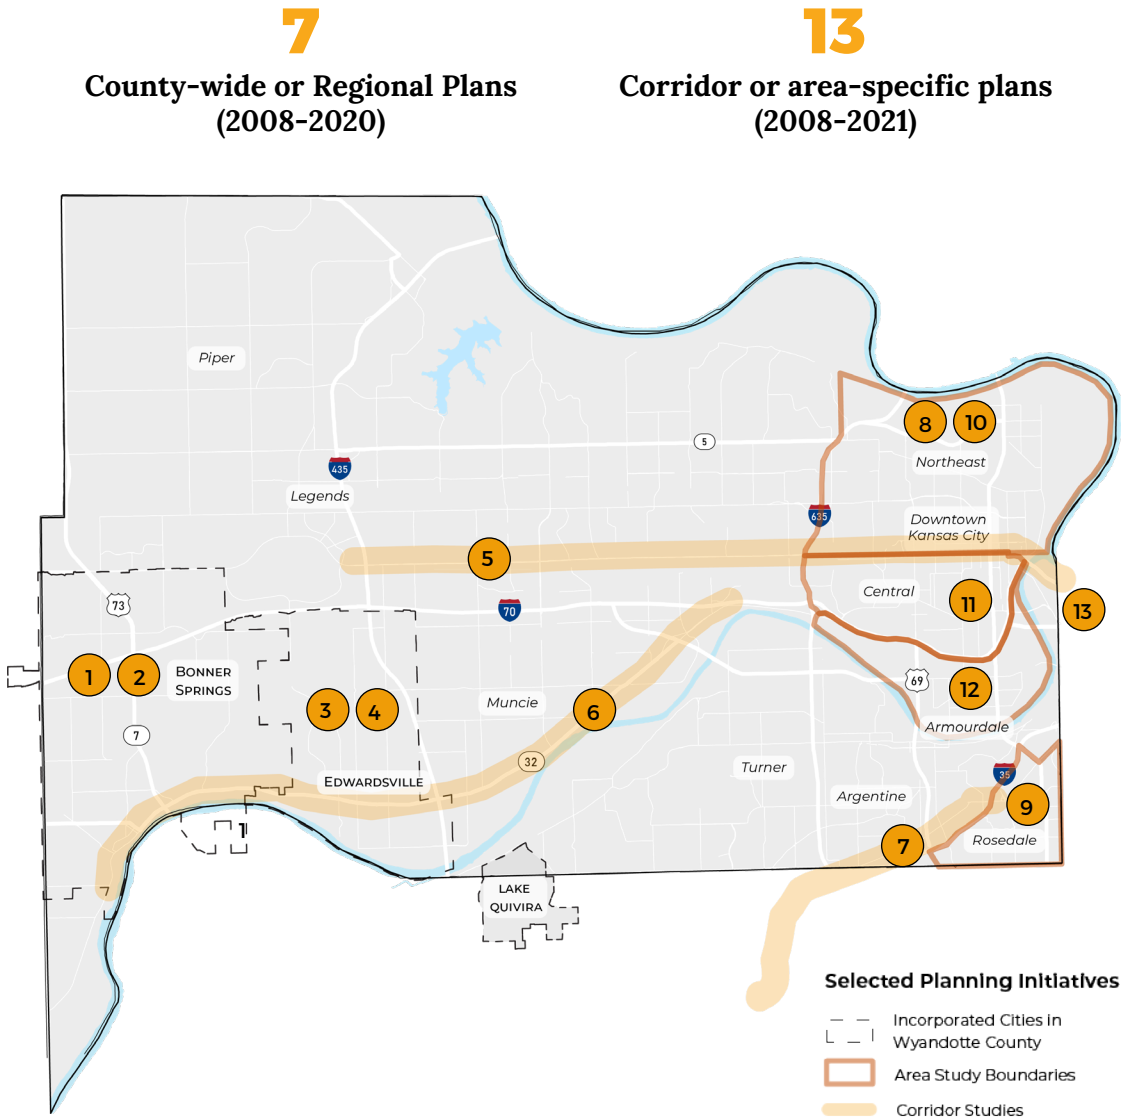 7
County-wide or Regional Plans
(2008-2020)
13
Corridor or area-specific plans
(2008-2021)
Piper
8
10
5
Northeast
435
Legends
635
Downtown
Kansas City
5
Central
73
70
11
13
1
2
BONNER
SPRINGS
69
12
3
4
Muncie
6
7
Armourdale
32
Turner
35
EDWARDSVILLE
Argentine
9
1
Rosedale
7
LAKE
QUIVIRA
Selected Planning Initiatives
Incorporated Cities in
Wyandotte County
Area Study Boundaries
Corridor Studies